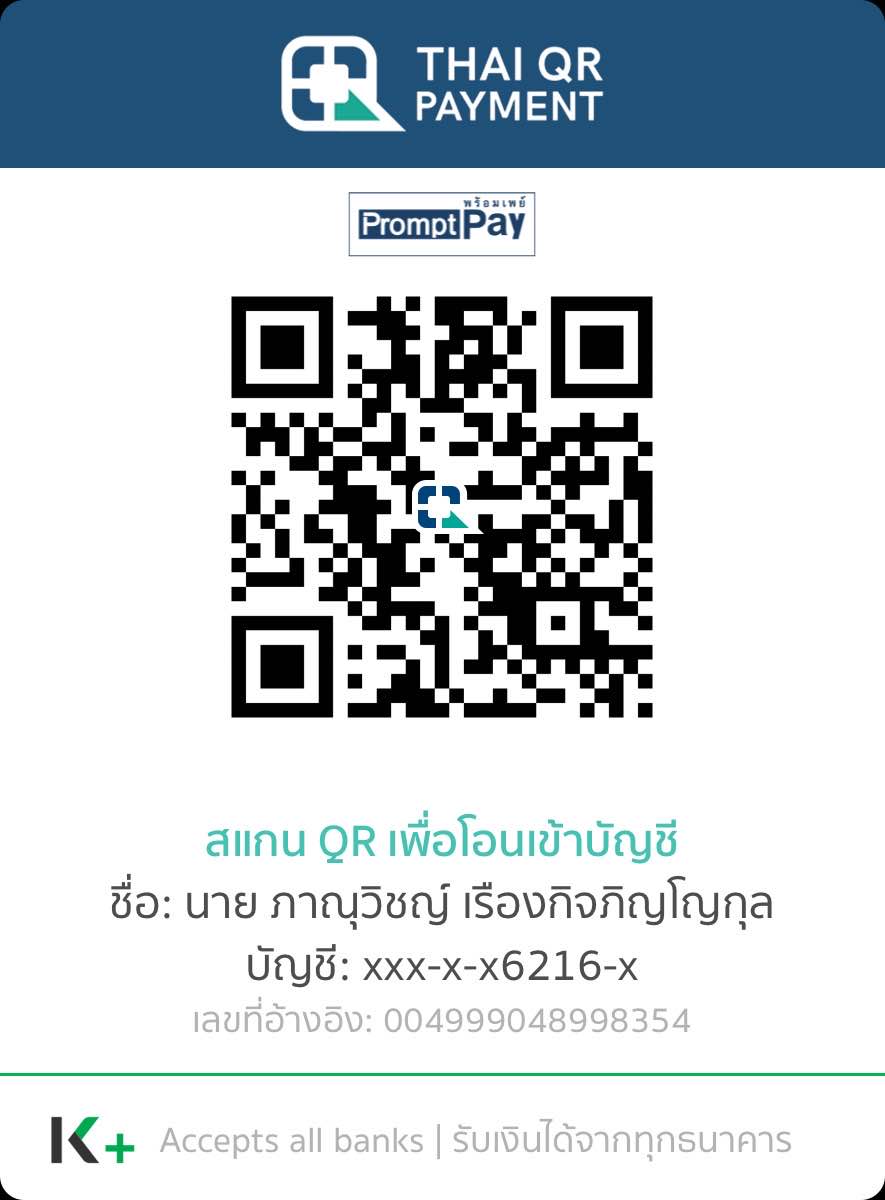 THAI QR
PAYMENT
พร้อมเพย์
PromptPay
สแกน QR เพื่อโอนเข้าบัญชี
ชื่อ: นาย ภาณุวิชญ์ เรืองกิจภิญโญกุล
บัญชี: xxx-x-x6216-x
เลขที่อ้างอิง: 004999048998354
K+ Accepts all banks | รับเงินได้จากทุกธนาคาร